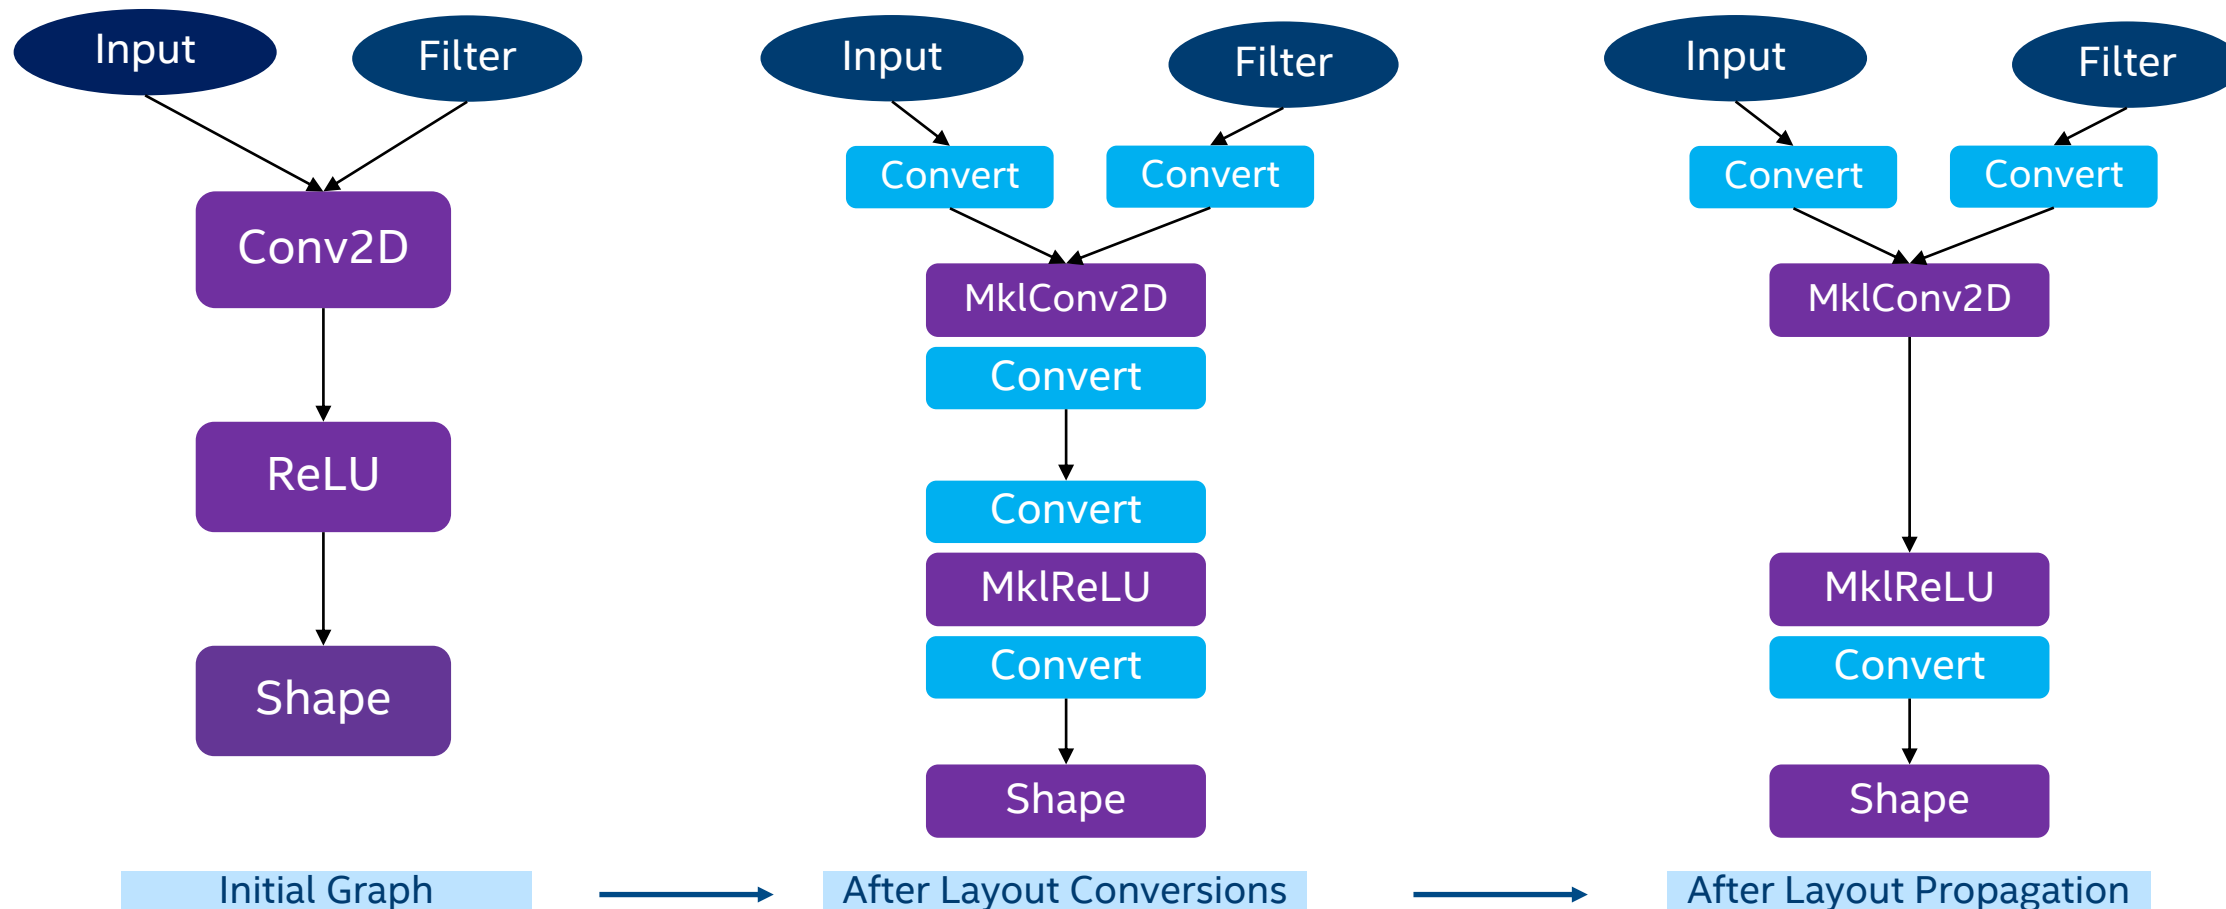 Input
Filter
Conv2D
ReLU
Shape
Initial Graph
Input
Filter
Convert
Convert
MklConv2D
Convert
Convert
MklReLU
Convert
Shape
After Layout Conversions
Input
Filter
Convert
Convert
MklConv2D
MklReLU
Convert
Shape
After Layout Propagation